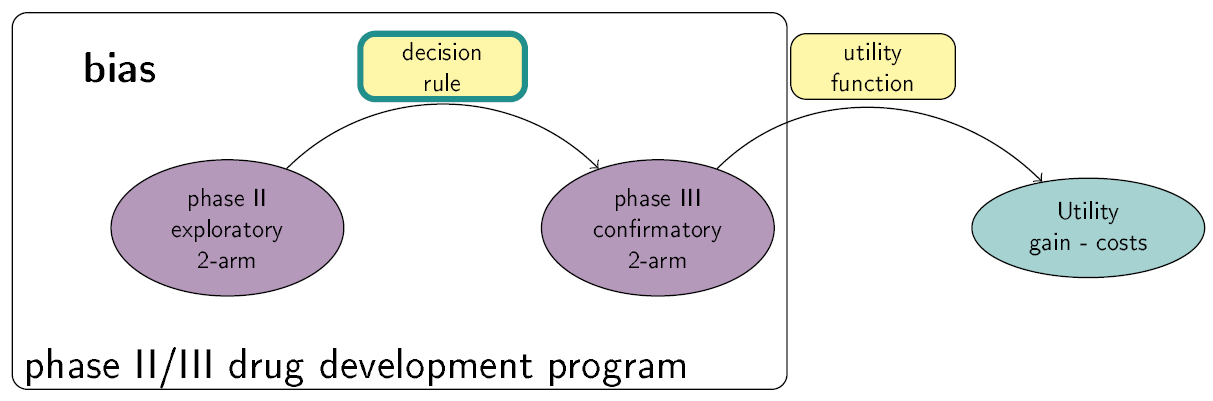 bias
decision
rule
utility
function
phase II
exploratory
2-arm
phase III
confirmatory
2-arm
Utility
gain - costs
phase II/III drug development program